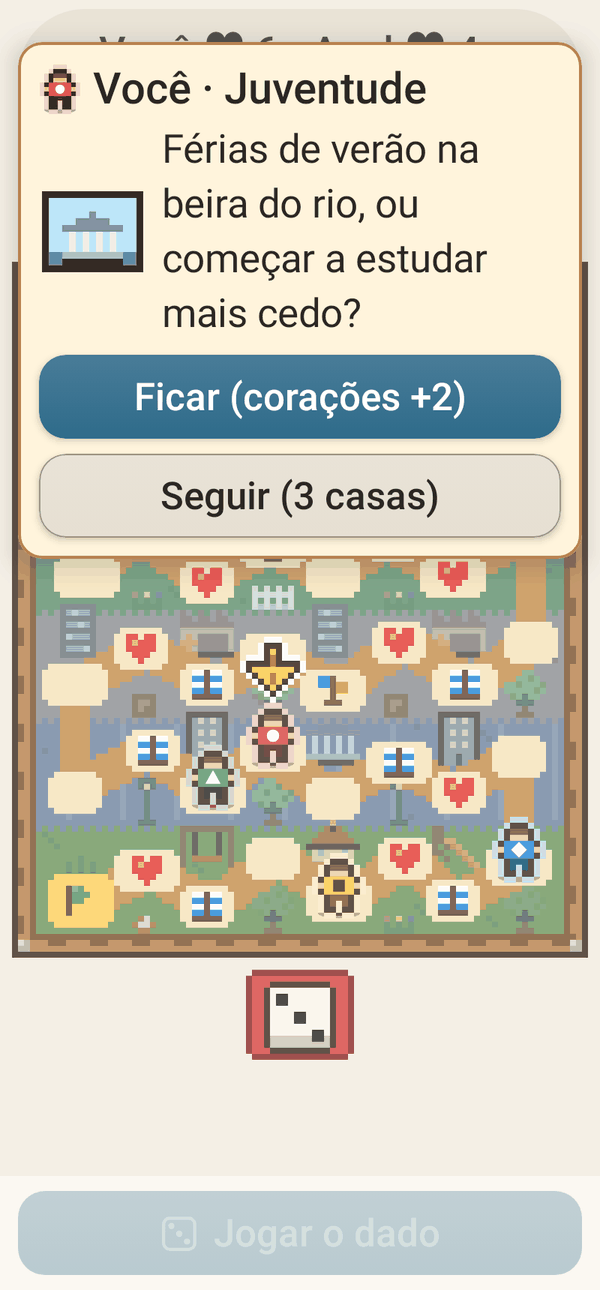 Você · Juventude
Férias de verão na
beira do rio, ou
começar a estudar
mais cedo?
Ficar (corações +2)
Seguir (3 casas)
Jogar o dado